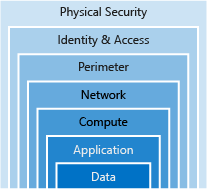 Physical Security
Identity & Access
Perimeter
Network
Compute
Application
Data